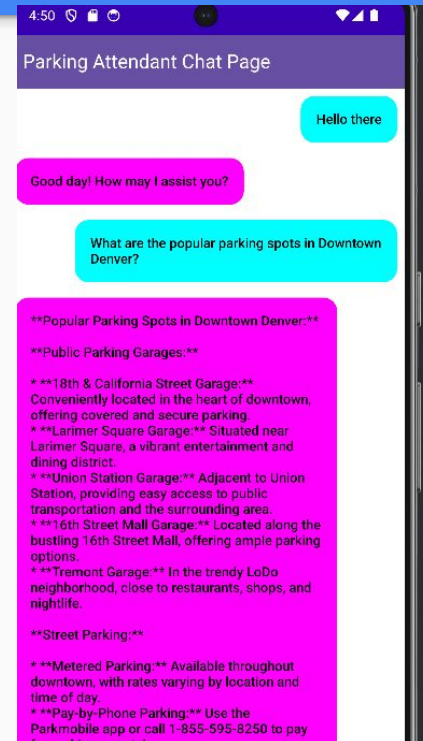 4:50
Parking Attendant Chat Page
Hello there
Good day! How may I assist you?
What are the popular parking spots in Downtown
Denver?
**Popular Parking Spots in Downtown Denver:**
**Public Parking Garages:**
* **18th & California Street Garage:**
Conveniently located in the heart of downtown,
offering covered and secure parking.
* **Larimer Square Garage:** Situated near
Larimer Square, a vibrant entertainment and
dining district.
* **Union Station Garage:** Adjacent to Union
Station, providing easy access to public
transportation and the surrounding area.
* **16th Street Mall Garage:** Located along the
bustling 16th Street Mall, offering ample parking
options.
* **Tremont Garage:** In the trendy LoDo
neighborhood, close to restaurants, shops, and
nightlife.
**Street Parking:**
* **Metered Parking:** Available throughout
downtown, with rates varying by location and
time of day.
* **Pay-by-Phone Parking:** Use the
Parkmobile app or call 1-855-595-8250 to pay